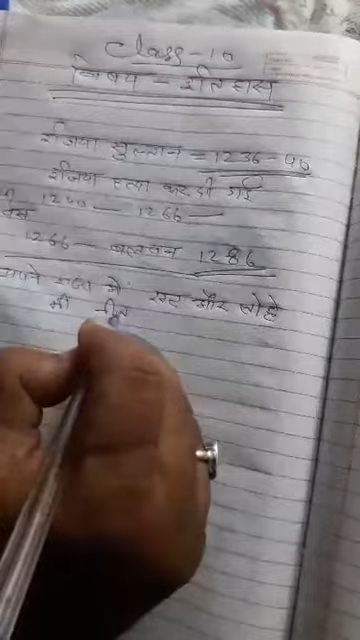 Class-10
विषय - इतिहास
रजिया सुल्तान = 1236-40
रजिया हत्या कर दी गई
1240 — 1266 —
1266 — बलबन 1286
अपने राज्य में रक्त और लोहे
की नीति